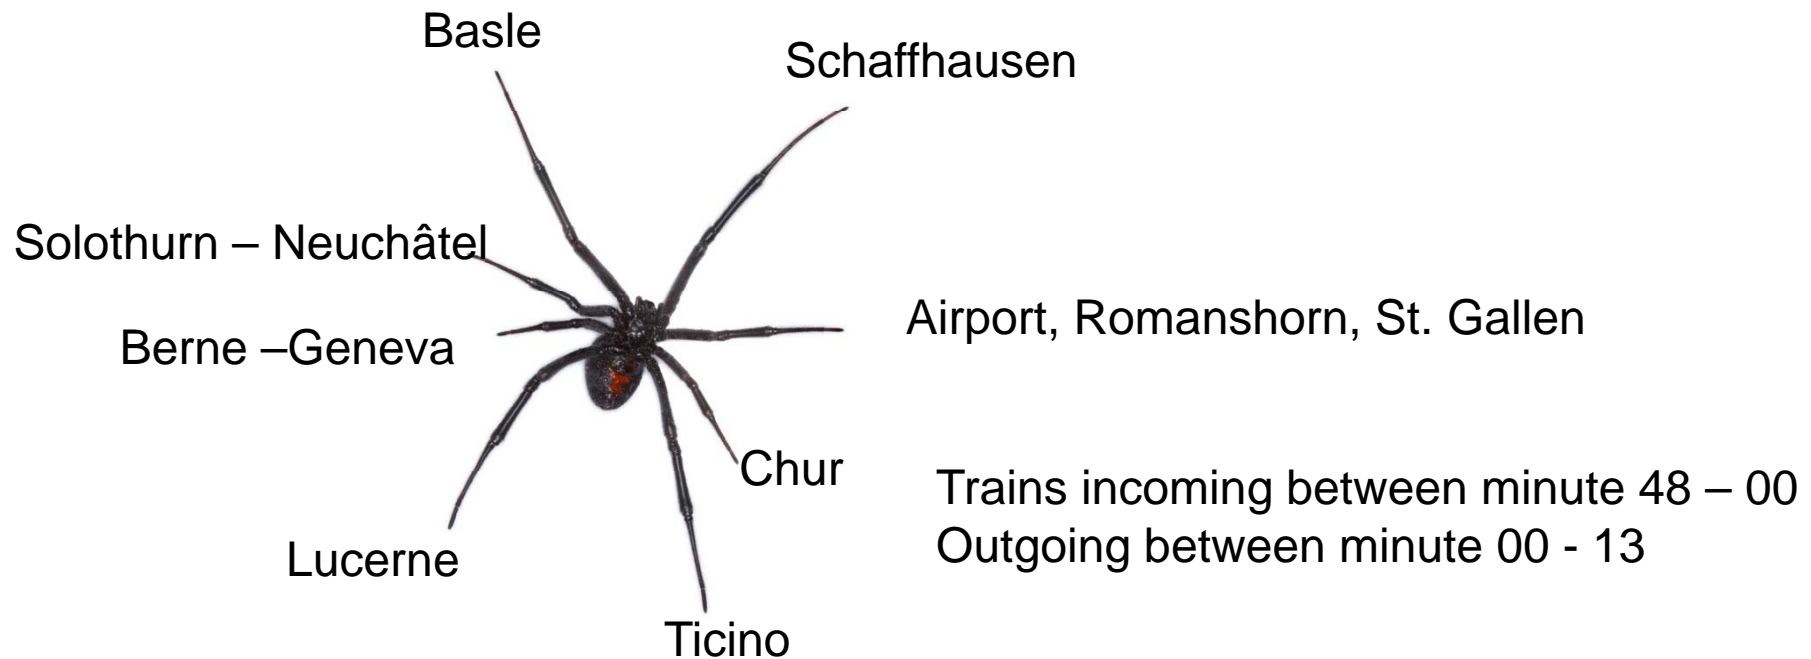 Basle
Schaffhausen
Solothurn – Neuchâtel
Airport, Romanshorn, St. Gallen
Berne –Geneva
Chur
Trains incoming between minute 48 – 00
Outgoing between minute 00 - 13
Lucerne
Ticino